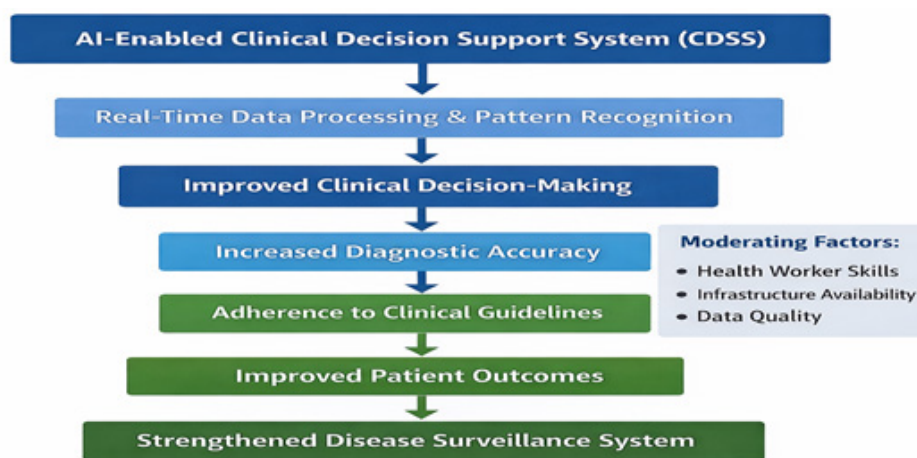 AI-Enabled Clinical Decision Support System (CDSS)
Real-Time Data Processing & Pattern Recognition
Improved Clinical Decision-Making
Increased Diagnostic Accuracy
Adherence to Clinical Guidelines
Improved Patient Outcomes
Strengthened Disease Surveillance System
Moderating Factors:
• Health Worker Skills
• Infrastructure Availability
• Data Quality